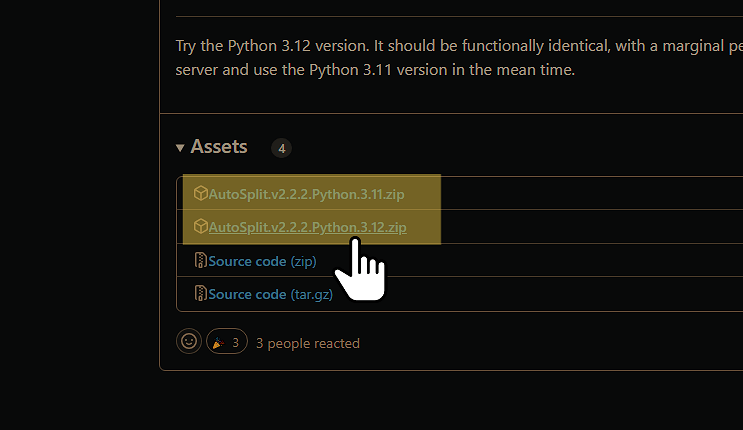 Try the Python 3.12 version. It should be functionally identical, with a marginal
server and use the Python 3.11 version in the mean time.
Assets 4
AutoSplit.v2.2.2.Python.3.11.zip
AutoSplit.v2.2.2.Python.3.12.zip
Source code (zip)
Source code (tar.gz)
3 3 people reacted